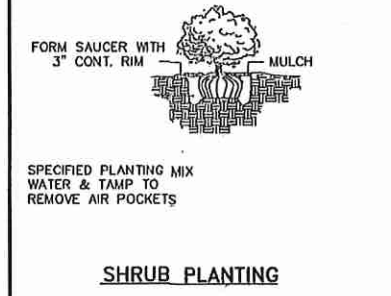 FORM SAUCER WITH
3" CONT. RIM
MULCH
SPECIFIED PLANTING MIX
WATER & TAMP TO
REMOVE AIR POCKETS
SHRUB PLANTING